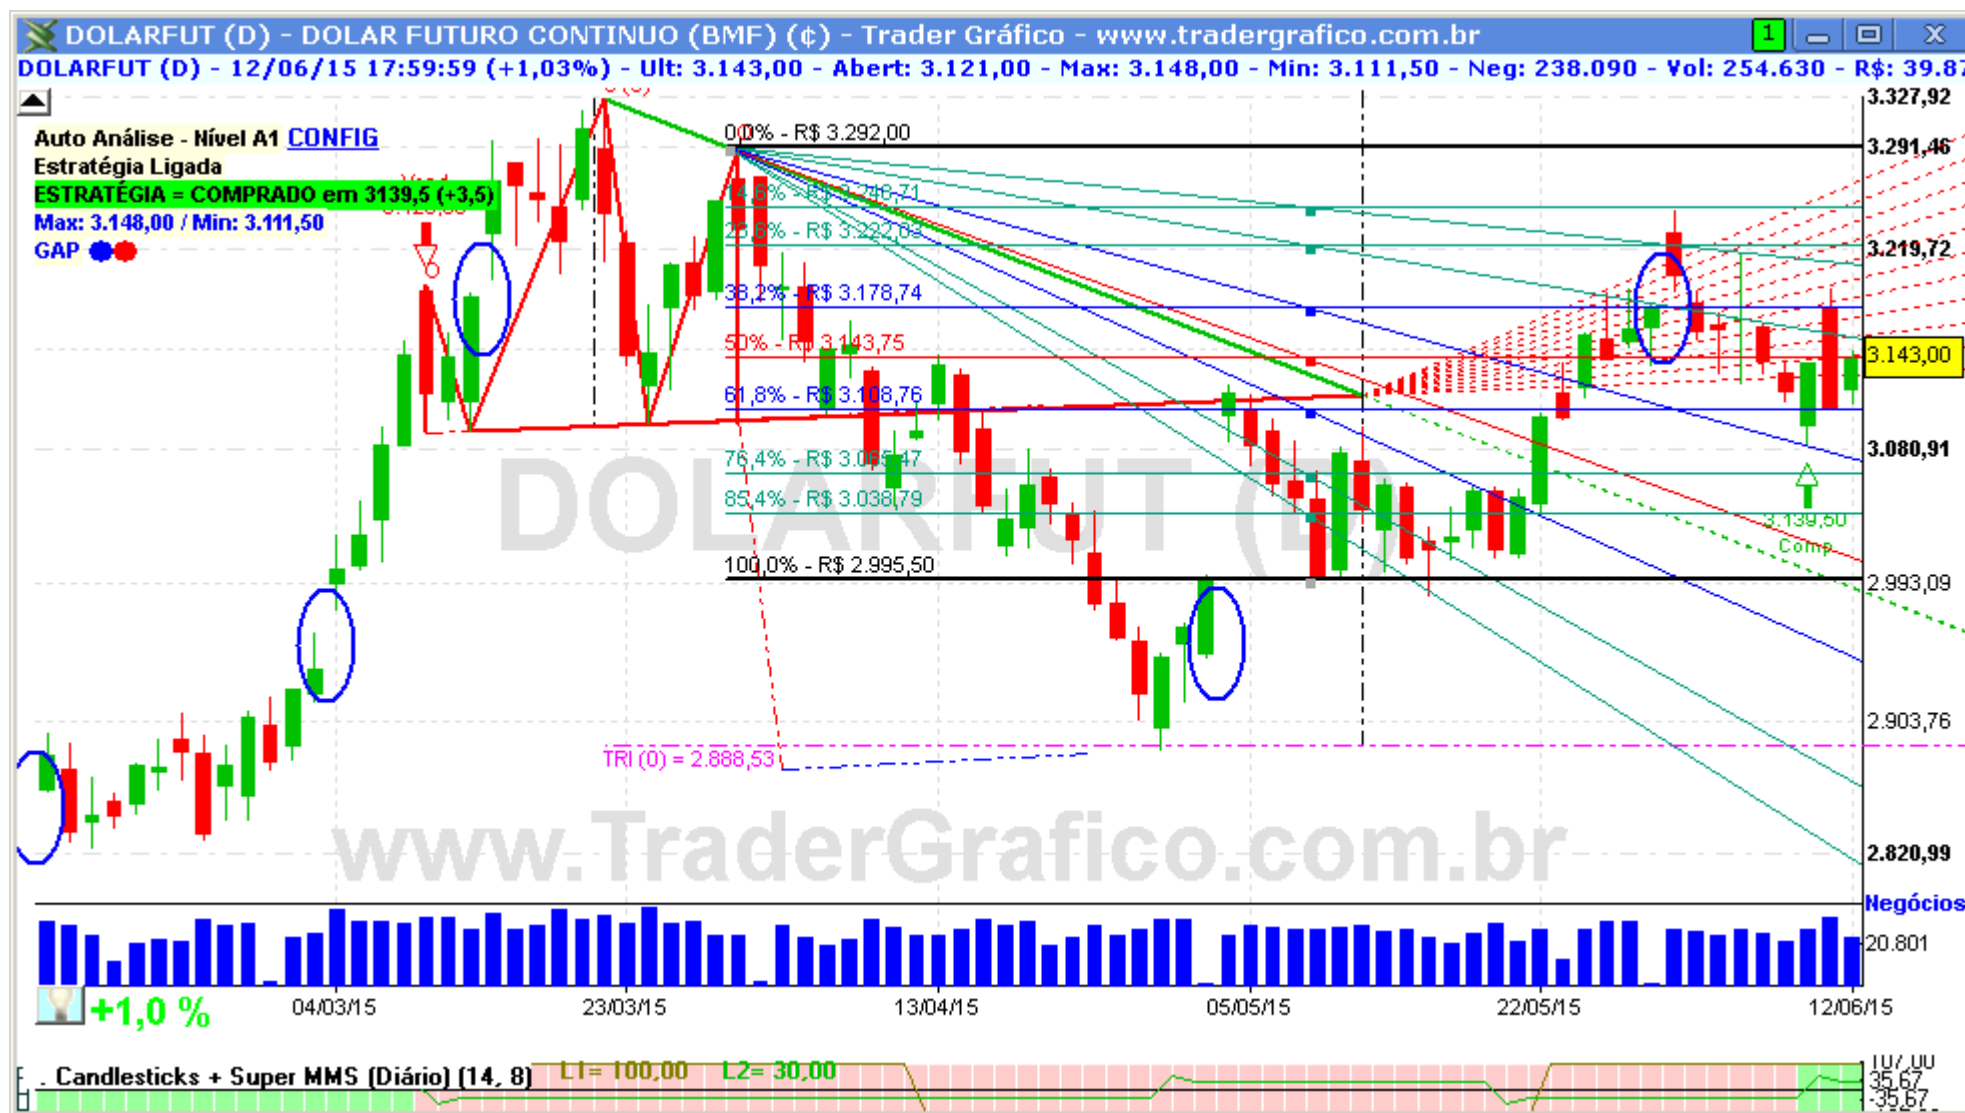 DOLARFUT (D) - DOLAR FUTURO CONTINUO (BMF) (¢) - Trader Gráfico - www.tradergrafico.com.br
1
DOLARFUT (D) - 12/06/15 17:59:59 (+1,03%) - Ult: 3.143,00 - Abert: 3.121,00 - Max: 3.148,00 - Min: 3.111,50 - Neg: 238.090 - Vol: 254.630 - R$: 39.87
Auto Análise - Nível A1 CONFIG
Estratégia Ligada
ESTRATÉGIA = COMPRADO em 3139,5 (+3,5)
Max: 3.148,00 / Min: 3.111,50
GAP
0,0% - R$ 3.292,00
23,6% - R$ 3.222,03
38,2% - R$ 3.178,74
50% - R$ 3.143,75
61,8% - R$ 3.108,76
76,4% - R$ 3.065,47
85,4% - R$ 3.038,79
100,0% - R$ 2.995,50
TRI (0) = 2.888,53
3.139,50
Comp
3.327,92
3.291,46
3.219,72
3.143,00
3.080,91
2.993,09
2.903,76
2.820,99
DOLARFUT (D)
www.TraderGrafico.com.br
Negócios
20.801
+1,0 %
04/03/15
23/03/15
13/04/15
05/05/15
22/05/15
12/06/15
. Candlesticks + Super MMS (Diário) (14, 8)
L1= 100,00
L2= 30,00
107,00
35,67
-35,67